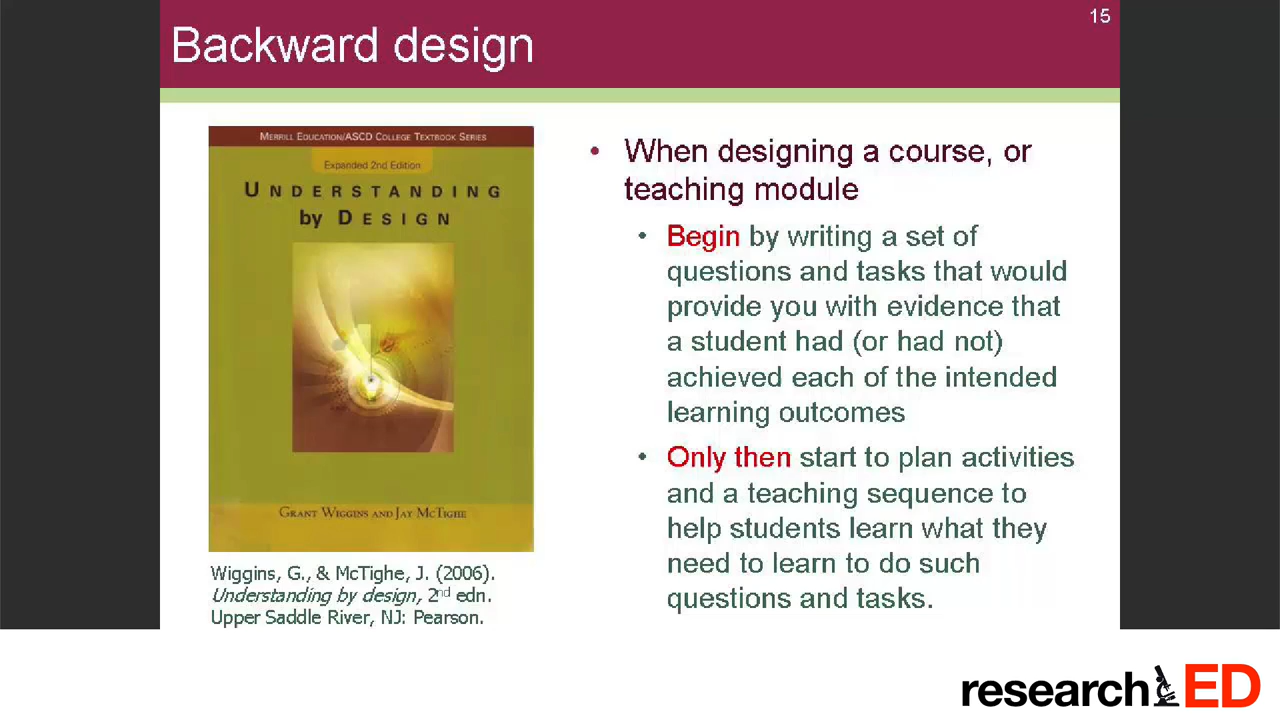 15
Backward design
MERRILL EDUCATION/ASCD COLLEGE TEXTBOOK SERIES
Expanded 2nd Edition
UNDERSTANDING
by DESIGN
GRANT WIGGINS AND JAY MCTIGHE
Wiggins, G., & McTighe, J. (2006).
Understanding by design, 2nd edn.
Upper Saddle River, NJ: Pearson.
• When designing a course, or
teaching module
• Begin by writing a set of
questions and tasks that would
provide you with evidence that
a student had (or had not)
achieved each of the intended
learning outcomes
• Only then start to plan activities
and a teaching sequence to
help students learn what they
need to learn to do such
questions and tasks.
researchED